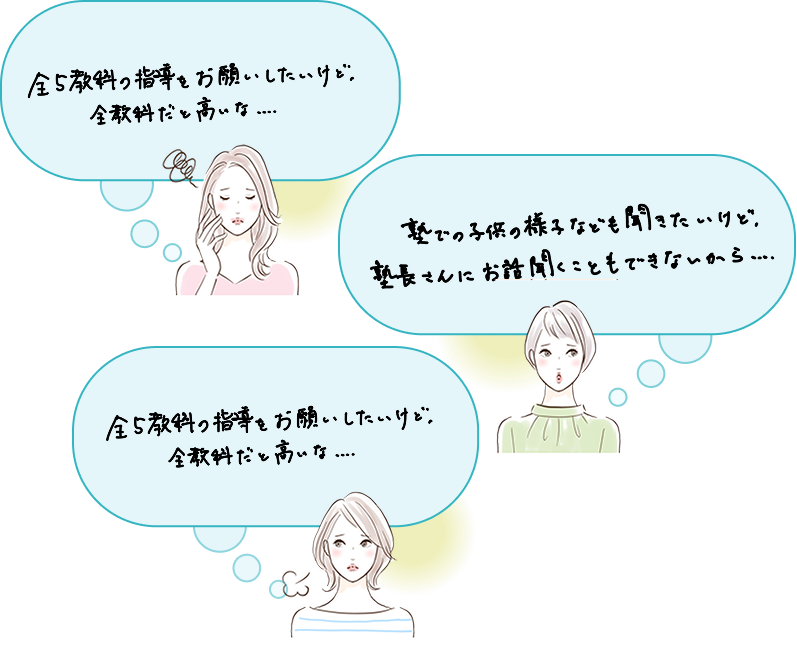 全5教科の指導をお願いしたいけど、
全教科だと高いな....
塾での子供の様子なども聞きたいけど、
塾長さんにお話聞くこともできないから....
全5教科の指導をお願いしたいけど、
全教科だと高いな....